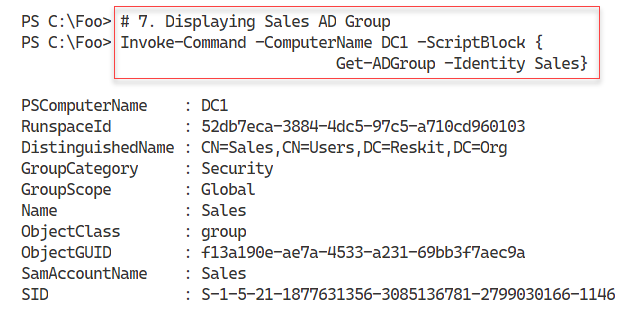 PS C:\Foo> # 7. Displaying Sales AD Group
PS C:\Foo> Invoke-Command -ComputerName DC1 -ScriptBlock {
Get-ADGroup -Identity Sales}
PSComputerName : DC1
RunspaceId : 52db7eca-3884-4dc5-97c5-a710cd960103
DistinguishedName : CN=Sales,CN=Users,DC=Reskit,DC=Org
GroupCategory : Security
GroupScope : Global
Name : Sales
ObjectClass : group
ObjectGUID : f13a190e-ae7a-4533-a231-69bb3f7aec9a
SamAccountName : Sales
SID : S-1-5-21-1877631356-3085136781-2799030166-1146